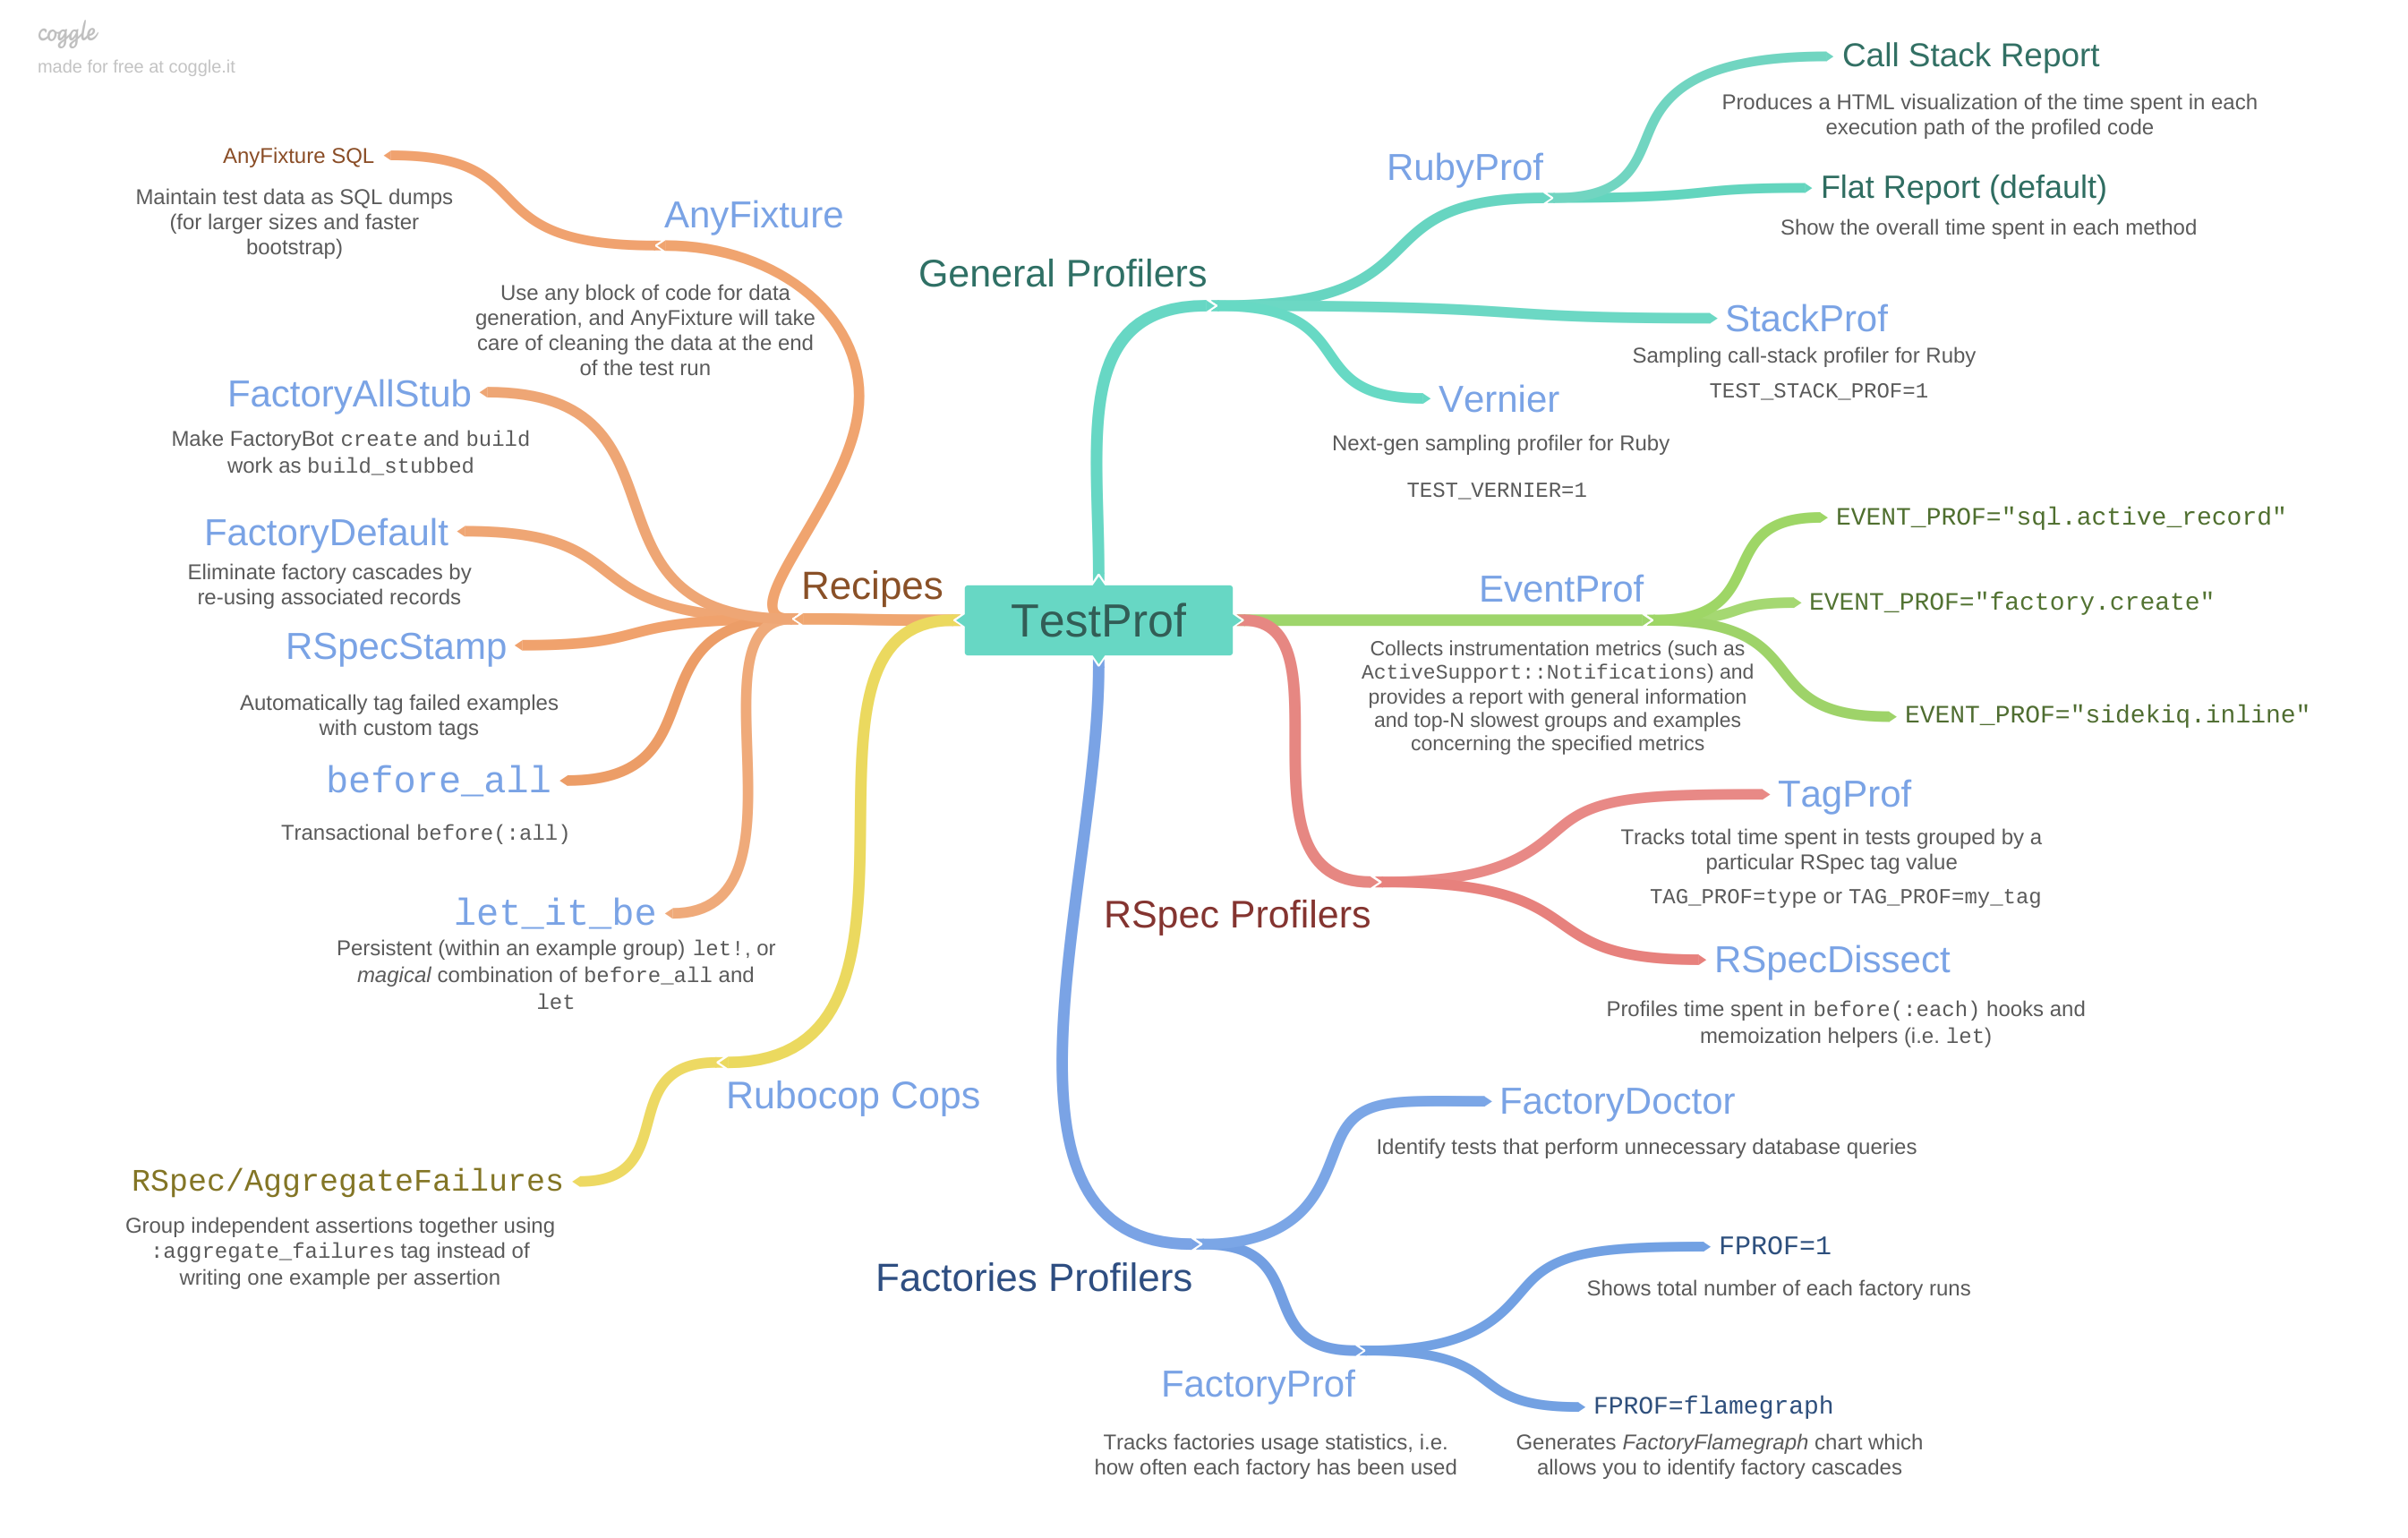 coggle
made for free at coggle.it
AnyFixture SQL
Maintain test data as SQL dumps
(for larger sizes and faster
bootstrap)
AnyFixture
Use any block of code for data
generation, and AnyFixture will take
care of cleaning the data at the end
of the test run
FactoryAllStub
Make FactoryBot create and build
work as build_stubbed
FactoryDefault
Eliminate factory cascades by
re-using associated records
RSpecStamp
Automatically tag failed examples
with custom tags
before_all
Transactional before(:all)
let_it_be
Persistent (within an example group) let!, or
magical combination of before_all and
let
Recipes
TestProf
Rubocop Cops
RSpec/AggregateFailures
Group independent assertions together using
:aggregate_failures tag instead of
writing one example per assertion
General Profilers
RubyProf
Call Stack Report
Produces a HTML visualization of the time spent in each
execution path of the profiled code
Flat Report (default)
Show the overall time spent in each method
StackProf
Sampling call-stack profiler for Ruby
TEST_STACK_PROF=1
Vernier
Next-gen sampling profiler for Ruby
TEST_VERNIER=1
EventProf
Collects instrumentation metrics (such as
ActiveSupport::Notifications) and
provides a report with general information
and top-N slowest groups and examples
concerning the specified metrics
EVENT_PROF="sql.active_record"
EVENT_PROF="factory.create"
EVENT_PROF="sidekiq.inline"
RSpec Profilers
TagProf
Tracks total time spent in tests grouped by a
particular RSpec tag value
TAG_PROF=type or TAG_PROF=my_tag
RSpecDissect
Profiles time spent in before(:each) hooks and
memoization helpers (i.e. let)
Factories Profilers
FactoryDoctor
Identify tests that perform unnecessary database queries
FactoryProf
Tracks factories usage statistics, i.e.
how often each factory has been used
FPROF=1
Shows total number of each factory runs
FPROF=flamegraph
Generates FactoryFlamegraph chart which
allows you to identify factory cascades